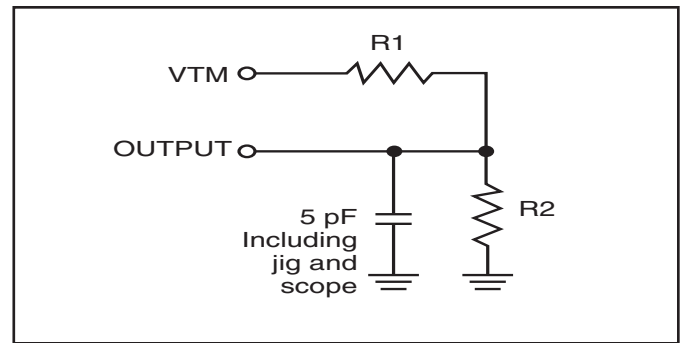 R1
VTM
OUTPUT
R2
5 pF
Including
jig and
scope